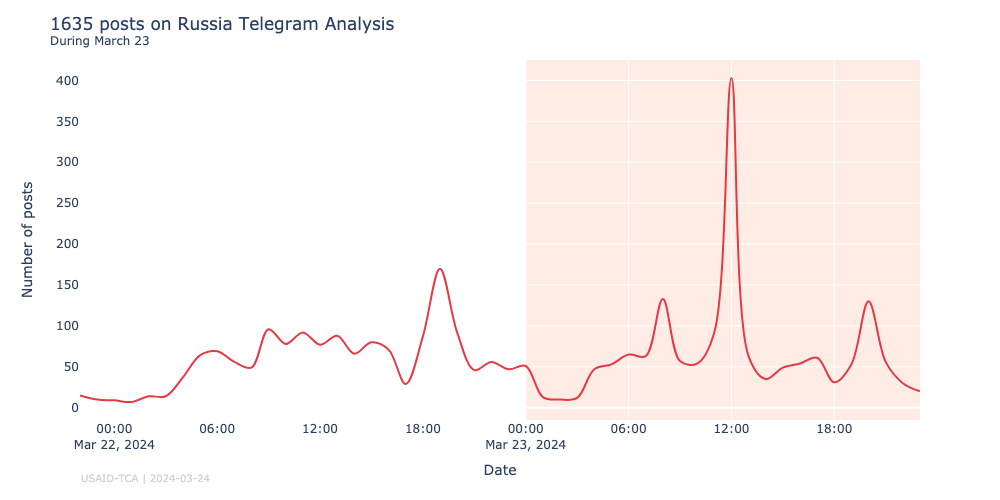 1635 posts on Russia Telegram Analysis
During March 23
Number of posts
400
350
300
250
200
150
100
50
0
00:00 06:00 12:00 18:00 00:00 06:00 12:00 18:00
Mar 22, 2024 Mar 23, 2024
Date
USAID-TCA | 2024-03-24